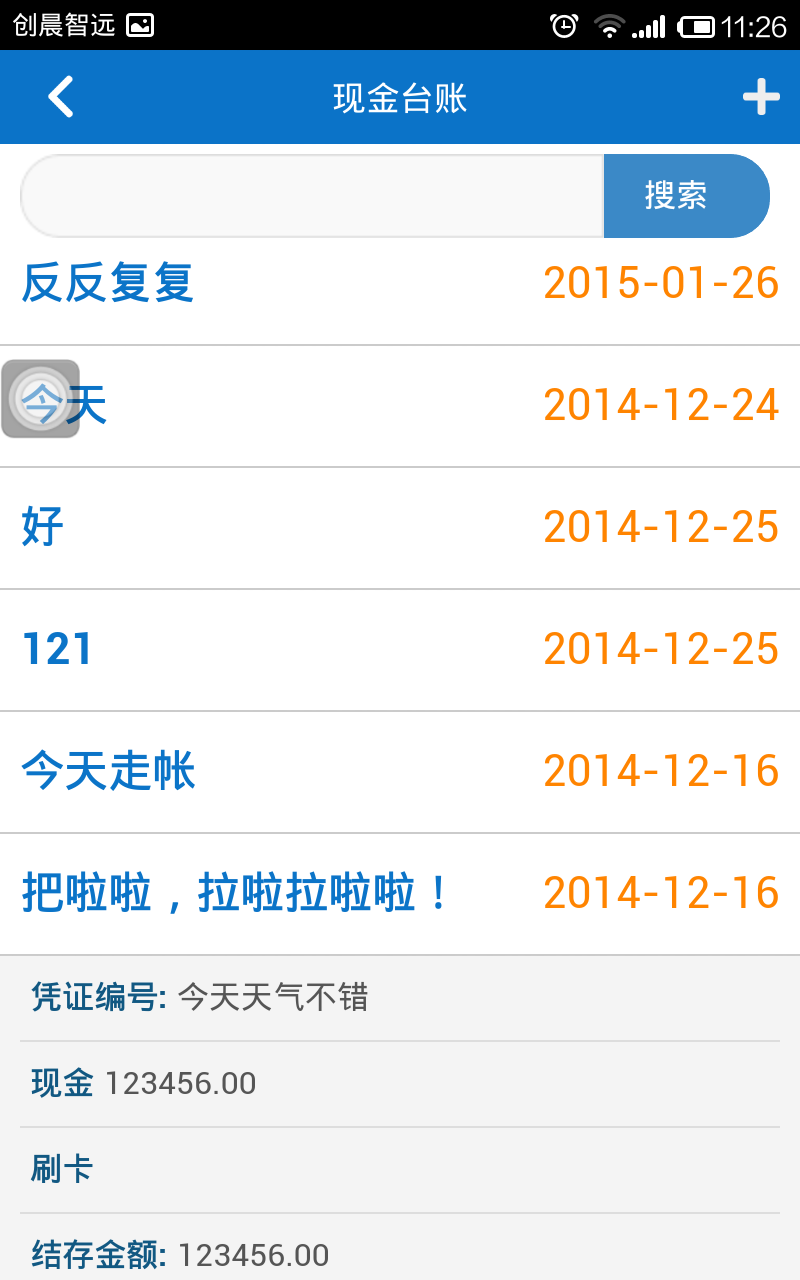 创晨智远 11:26
现金台账
搜索
反反复复 2015-01-26
今天 2014-12-24
好 2014-12-25
121 2014-12-25
今天走帐 2014-12-16
把啦啦，拉啦拉啦啦！ 2014-12-16
凭证编号: 今天天气不错
现金 123456.00
刷卡
结存金额: 123456.00